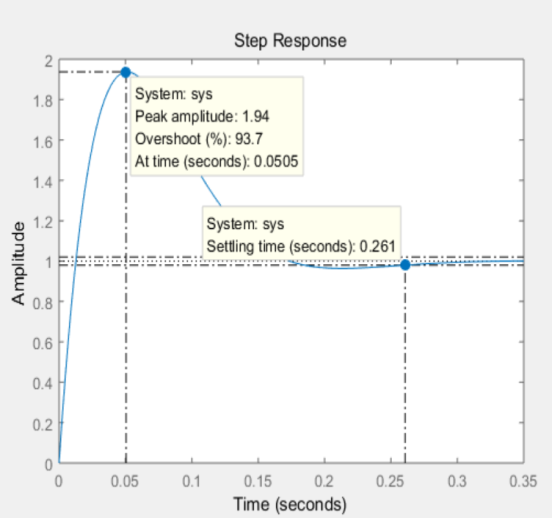 Step Response
2
1.8
1.6
1.4
1.2
1
0.8
0.6
0.4
0.2
0
Amplitude
System: sys
Peak amplitude: 1.94
Overshoot (%): 93.7
At time (seconds): 0.0505
System: sys
Settling time (seconds): 0.261
0 0.05 0.1 0.15 0.2 0.25 0.3 0.35
Time (seconds)